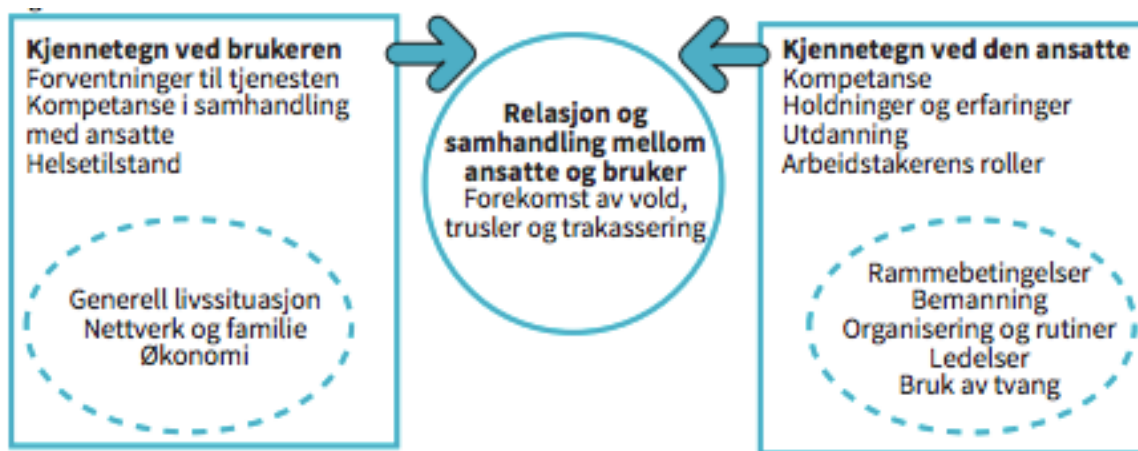 Kjennetegn ved brukeren
Forventninger til tjenesten
Kompetanse i samhandling
med ansatte
Helsetilstand
Generell livssituasjon
Nettverk og familie
Økonomi
Relasjon og
samhandling mellom
ansatte og bruker
Forekomst av vold,
trusler og trakassering
Kjennetegn ved den ansatte
Kompetanse
Holdninger og erfaringer
Utdanning
Arbeidstakerens roller
Rammebetingelser
Bemanning
Organisering og rutiner
Ledelser
Bruk av tvang